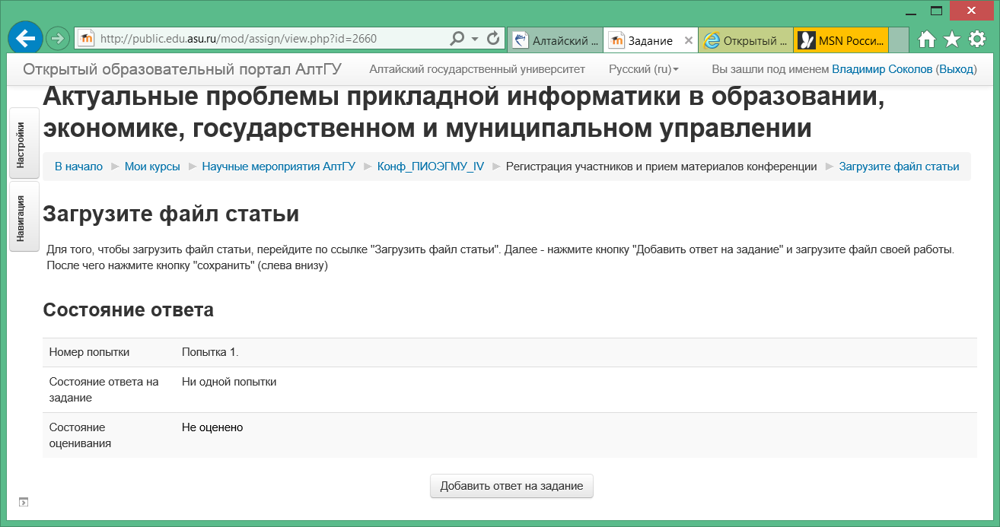 http://public.edu.asu.ru/mod/assign/view.php?id=2660
Алтайский ...
Задание
Открытый ...
MSN Росси...
Открытый образовательный портал АлтГУ
Алтайский государственный университет
Русский (ru)
Вы зашли под именем Владимир Соколов (Выход)
Актуальные проблемы прикладной информатики в образовании,
экономике, государственном и муниципальном управлении
Настройки
Навигация
В начало ► Мои курсы ► Научные мероприятия АлтГУ ► Конф_ПИОЭГМУ_IV ► Регистрация участников и прием материалов конференции ► Загрузите файл статьи
Загрузите файл статьи
Для того, чтобы загрузить файл статьи, перейдите по ссылке "Загрузить файл статьи". Далее - нажмите кнопку "Добавить ответ на задание" и загрузите файл своей работы.
После чего нажмите кнопку "сохранить" (слева внизу)
Состояние ответа
Номер попытки Попытка 1.
Состояние ответа на Ни одной попытки
задание
Состояние Не оценено
оценивания
Добавить ответ на задание